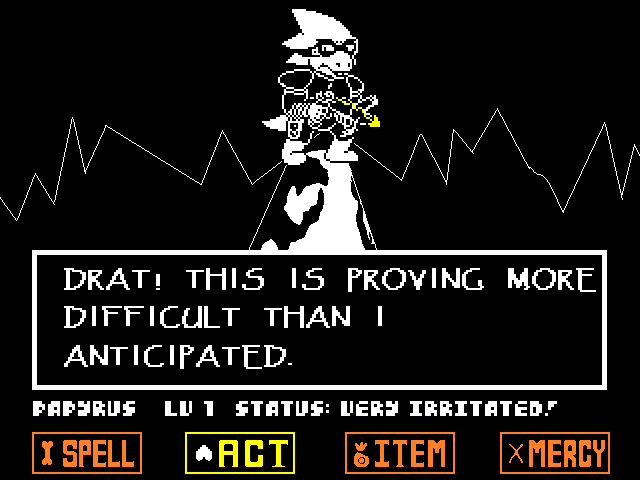 DRAT! THIS IS PROVING MORE
DIFFICULT THAN I
ANTICIPATED.
PAPYRUS LV 1 STATUS: VERY IRRITATED!
SPELL ACT ITEM MERCY